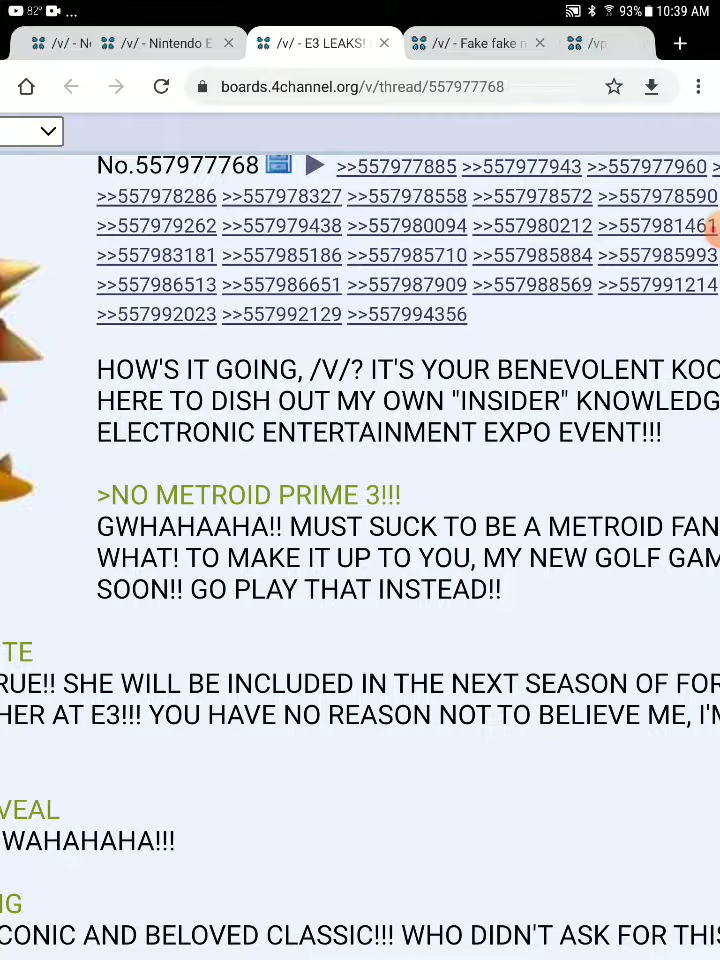 82° ... 93% 10:39 AM
/v/ - N /v/ - Nintendo E /v/ - E3 LEAKS! /v/ - Fake fake n /vp
boards.4channel.org/v/thread/557977768
No.557977768 >>557977885 >>557977943 >>557977960 >
>>557978286 >>557978327 >>557978558 >>557978572 >>557978590
>>557979262 >>557979438 >>557980094 >>557980212 >>557981461
>>557983181 >>557985186 >>557985710 >>557985884 >>557985993
>>557986513 >>557986651 >>557987909 >>557988569 >>557991214
>>557992023 >>557992129 >>557994356
HOW'S IT GOING, /V/? IT'S YOUR BENEVOLENT KOO
HERE TO DISH OUT MY OWN "INSIDER" KNOWLEDG
ELECTRONIC ENTERTAINMENT EXPO EVENT!!!
>NO METROID PRIME 3!!!
GWHAHAAHA!! MUST SUCK TO BE A METROID FAN
WHAT! TO MAKE IT UP TO YOU, MY NEW GOLF GAM
SOON!! GO PLAY THAT INSTEAD!!
TE
RUE!! SHE WILL BE INCLUDED IN THE NEXT SEASON OF FOR
HER AT E3!!! YOU HAVE NO REASON NOT TO BELIEVE ME, I'M
VEAL
WAHAHAHA!!!
IG
CONIC AND BELOVED CLASSIC!!! WHO DIDN'T ASK FOR THIS